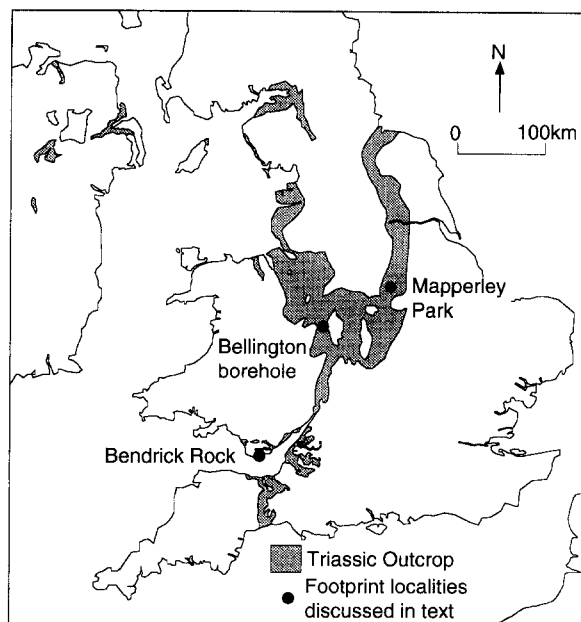 N
0 100km
Mapperley
Park
Bellington
borehole
Bendrick Rock
Triassic Outcrop
Footprint localities
discussed in text